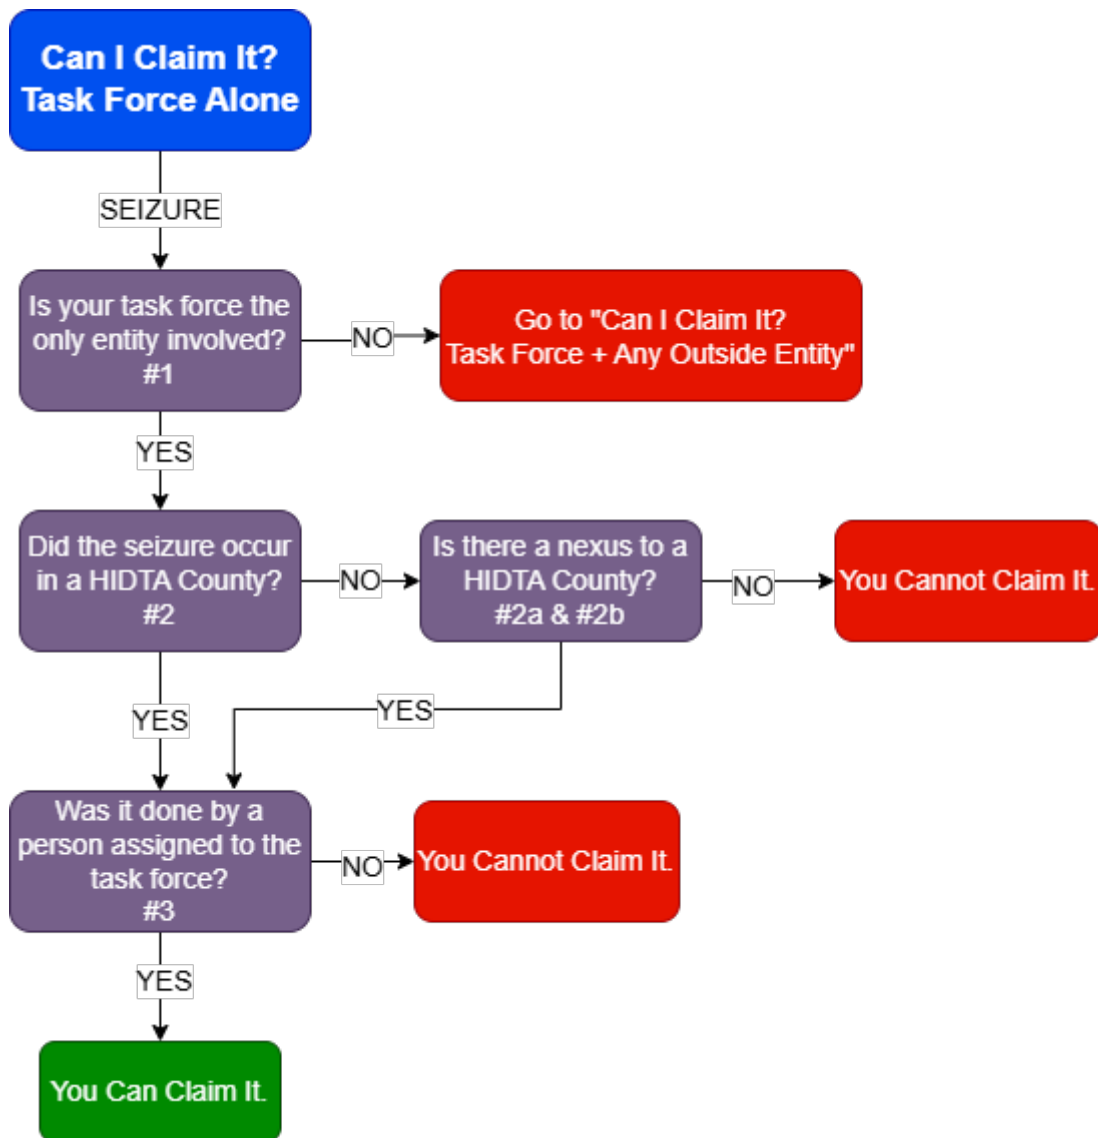 Can I Claim It?
Task Force Alone
SEIZURE
Is your task force the
only entity involved?
#1
NO
Go to "Can I Claim It?
Task Force + Any Outside Entity"
YES
Did the seizure occur
in a HIDTA County?
#2
NO
Is there a nexus to a
HIDTA County?
#2a & #2b
NO
You Cannot Claim It.
YES
YES
Was it done by a
person assigned to the
task force?
#3
NO
You Cannot Claim It.
YES
You Can Claim It.